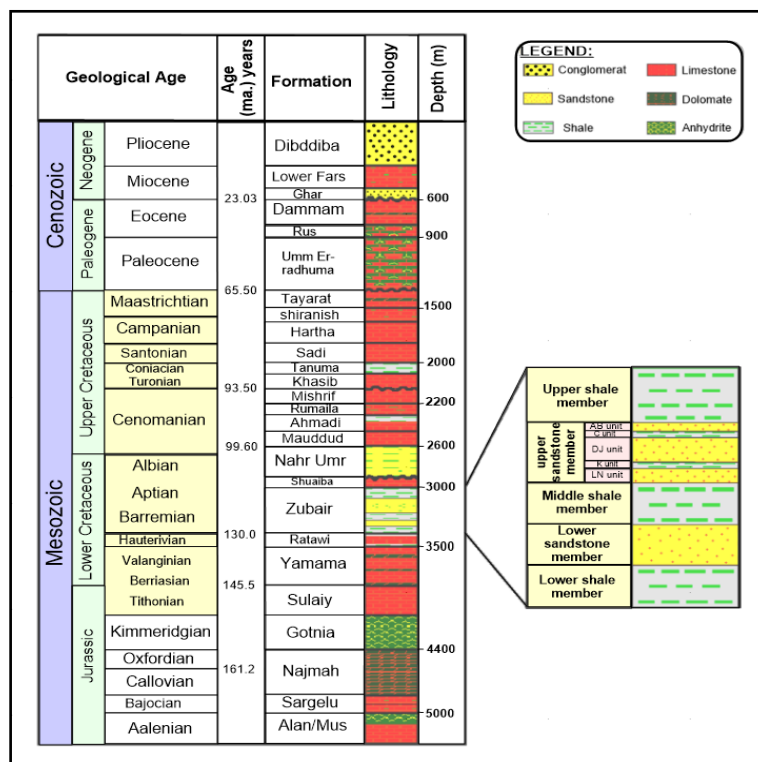 Geological Age
Age (ma.) years
Formation
Lithology
Depth (m)
LEGEND:
Conglomerat
Limestone
Sandstone
Dolomate
Shale
Anhydrite
Cenozoic
Mesozoic
Neogene
Paleogene
Upper Cretaceous
Lower Cretaceous
Jurassic
Pliocene
Miocene
Eocene
Paleocene
Maastrichtian
Campanian
Santonian
Coniacian
Turonian
Cenomanian
Albian
Aptian
Barremian
Hauterivian
Valanginian
Berriasian
Tithonian
Kimmeridgian
Oxfordian
Callovian
Bajocian
Aalenian
23.03
65.50
93.50
99.60
130.0
145.5
161.2
Dibddiba
Lower Fars
Ghar
Dammam
Rus
Umm Er-
radhuma
Tayarat
shiranish
Hartha
Sadi
Tanuma
Khasib
Mishrif
Rumaila
Ahmadi
Mauddud
Nahr Umr
Shuaiba
Zubair
Ratawi
Yamama
Sulaiy
Gotnia
Najmah
Sargelu
Alan/Mus
600
900
1500
2000
2200
2600
3000
3500
4400
5000
Upper shale
member
upper
sandstone
member
AB unit
C unit
DJ unit
K unit
LN unit
Middle shale
member
Lower
sandstone
member
Lower shale
member